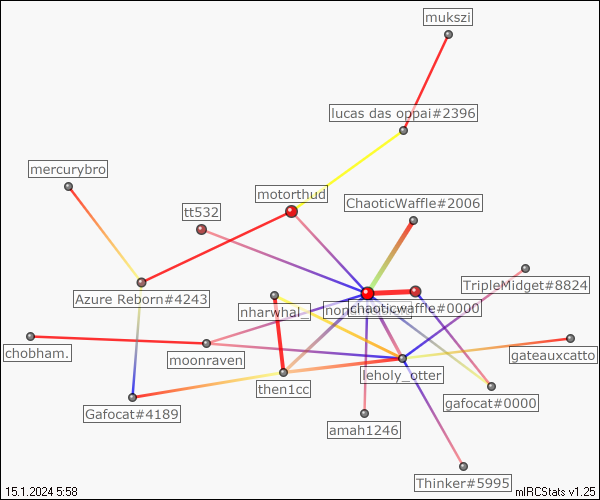 mukszi
lucas das oppai#2396
mercurybro
motorthud
ChaoticWaffle#2006
tt532
TripleMidget#8824
Azure Reborn#4243
nharwhal_
chaoticwaffle#0000
chobham.
moonraven
gateauxcatto
leholy_otter
then1cc
gafocat#0000
Gafocat#4189
amah1246
Thinker#5995
15.1.2024 5:58
mIRCStats v1.25